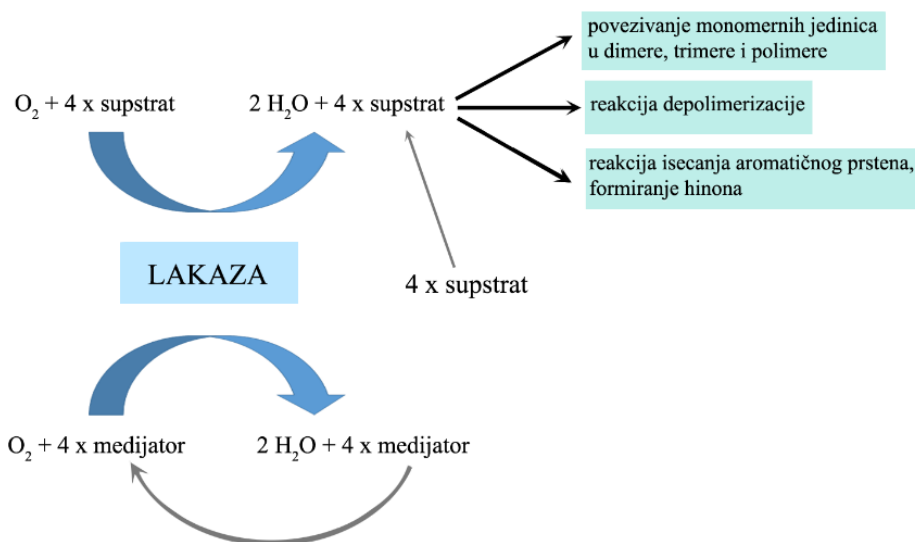 povezivanje monomernih jedinica
u dimere, trimere i polimere
O₂ + 4 x supstrat
2 H₂O + 4 x supstrat
reakcija depolimerizacije
reakcija isecanja aromatičnog prstena,
formiranje hinona
LAKAZA
4 x supstrat
O₂ + 4 x medijator
2 H₂O + 4 x medijator